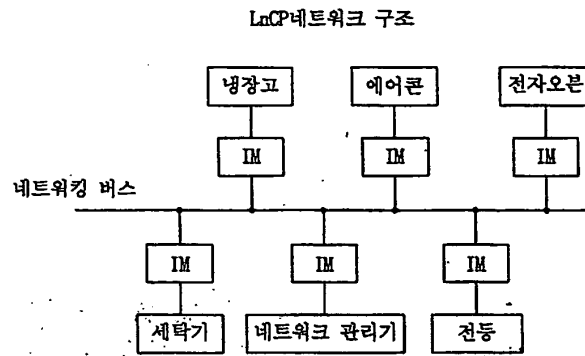 LnCP네트워크 구조
냉장고 에어콘 전자오븐
IM IM IM
네트워킹 버스
IM IM IM
세탁기 네트워크 관리기 전등